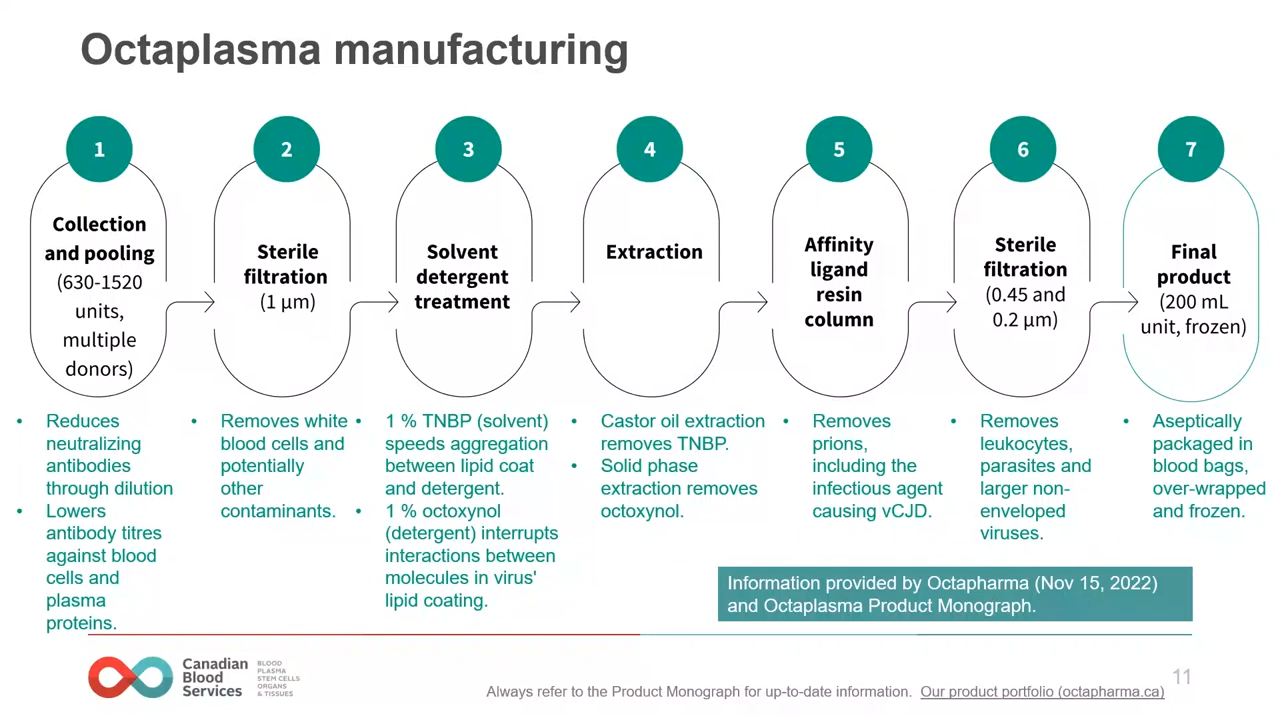 Octaplasma manufacturing
1
Collection
and pooling
(630-1520
units,
multiple
donors)
• Reduces
neutralizing
antibodies
through dilution
• Lowers
antibody titres
against blood
cells and
plasma
proteins.
2
Sterile
filtration
(1 µm)
• Removes white
blood cells and
potentially
other
contaminants.
3
Solvent
detergent
treatment
• 1 % TNBP (solvent)
speeds aggregation
between lipid coat
and detergent.
• 1 % octoxynol
(detergent) interrupts
interactions between
molecules in virus'
lipid coating.
4
Extraction
• Castor oil extraction
removes TNBP.
• Solid phase
extraction removes
octoxynol.
5
Affinity
ligand
resin
column
• Removes
prions,
including the
infectious agent
causing vCJD.
6
Sterile
filtration
(0.45 and
0.2 µm)
• Removes
leukocytes,
parasites and
larger non-
enveloped
viruses.
7
Final
product
(200 mL
unit, frozen)
• Aseptically
packaged in
blood bags,
over-wrapped
and frozen.
Information provided by Octapharma (Nov 15, 2022)
and Octaplasma Product Monograph.
Canadian
Blood
Services
BLOOD
PLASMA
STEM CELLS
ORGANS
& TISSUES
Always refer to the Product Monograph for up-to-date information. Our product portfolio (octapharma.ca)
11